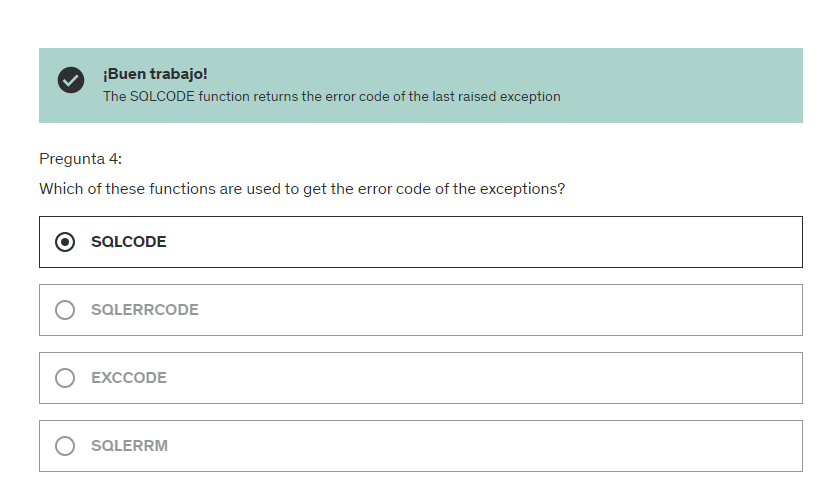 ¡Buen trabajo!
The SQLCODE function returns the error code of the last raised exception
Pregunta 4:
Which of these functions are used to get the error code of the exceptions?
SQLCODE
SQLERRCODE
EXCCODE
SQLERRM